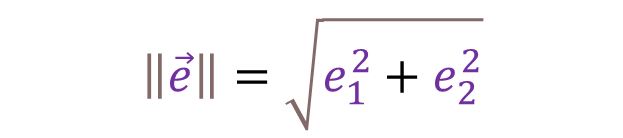 ‖e⃗‖ = √(e₁² + e₂²)